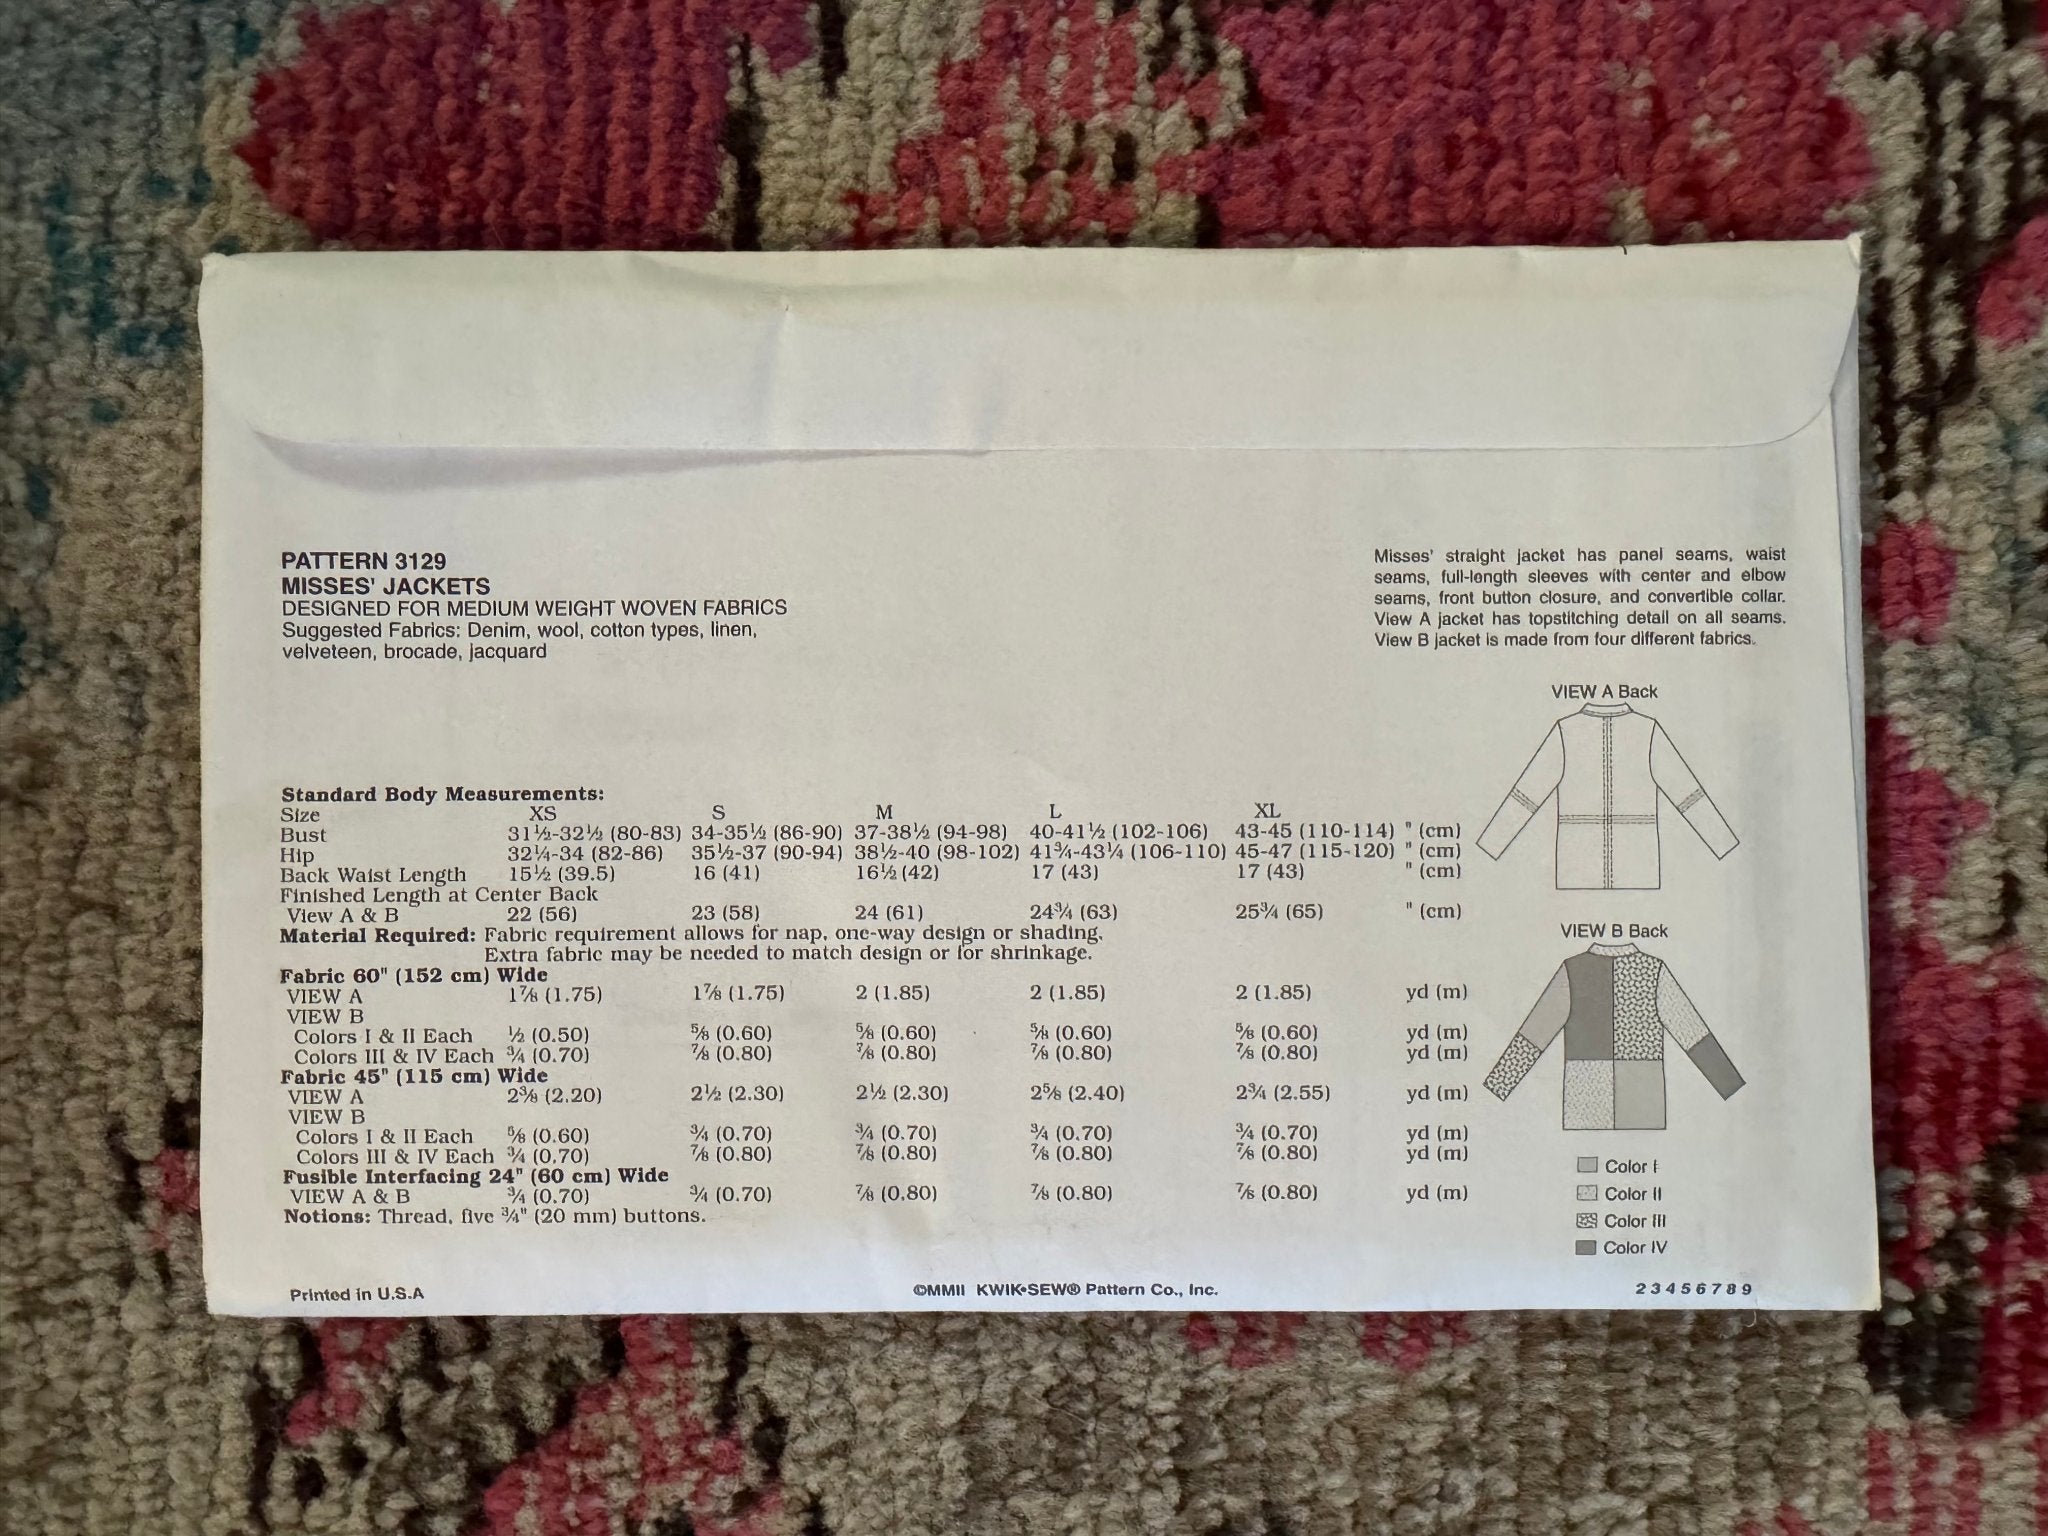 PATTERN 3129
MISSES' JACKETS
DESIGNED FOR MEDIUM WEIGHT WOVEN FABRICS
Suggested Fabrics: Denim, wool, cotton types, linen,
velveteen, brocade, jacquard
Misses' straight jacket has panel seams, waist
seams, full-length sleeves with center and elbow
seams, front button closure, and convertible collar.
View A jacket has topstitching detail on all seams.
View B jacket is made from four different fabrics.
VIEW A Back
VIEW B Back
Color I
Color II
Color III
Color IV
Standard Body Measurements:
Size XS S M L XL
Bust 31½-32½ (80-83) 34-35½ (86-90) 37-38½ (94-98) 40-41½ (102-106) 43-45 (110-114) " (cm)
Hip 32¼-34 (82-86) 35½-37 (90-94) 38½-40 (98-102) 41¾-43¼ (106-110) 45-47 (115-120) " (cm)
Back Waist Length 15½ (39.5) 16 (41) 16½ (42) 17 (43) 17 (43) " (cm)
Finished Length at Center Back
View A & B 22 (56) 23 (58) 24 (61) 24¾ (63) 25¾ (65) " (cm)
Material Required: Fabric requirement allows for nap, one-way design or shading.
Extra fabric may be needed to match design or for shrinkage.
Fabric 60" (152 cm) Wide
VIEW A 1⅞ (1.75) 1⅞ (1.75) 2 (1.85) 2 (1.85) 2 (1.85) yd (m)
VIEW B
Colors I & II Each ½ (0.50) ⅝ (0.60) ⅝ (0.60) ⅝ (0.60) ⅝ (0.60) yd (m)
Colors III & IV Each ¾ (0.70) ⅞ (0.80) ⅞ (0.80) ⅞ (0.80) ⅞ (0.80) yd (m)
Fabric 45" (115 cm) Wide
VIEW A 2⅜ (2.20) 2½ (2.30) 2½ (2.30) 2⅝ (2.40) 2¾ (2.55) yd (m)
VIEW B
Colors I & II Each ⅝ (0.60) ¾ (0.70) ¾ (0.70) ¾ (0.70) ¾ (0.70) yd (m)
Colors III & IV Each ¾ (0.70) ⅞ (0.80) ⅞ (0.80) ⅞ (0.80) ⅞ (0.80) yd (m)
Fusible Interfacing 24" (60 cm) Wide
VIEW A & B ¾ (0.70) ¾ (0.70) ⅞ (0.80) ⅞ (0.80) ⅞ (0.80) yd (m)
Notions: Thread, five ¾" (20 mm) buttons.
Printed in U.S.A
©MMII KWIK•SEW® Pattern Co., Inc.
2 3 4 5 6 7 8 9